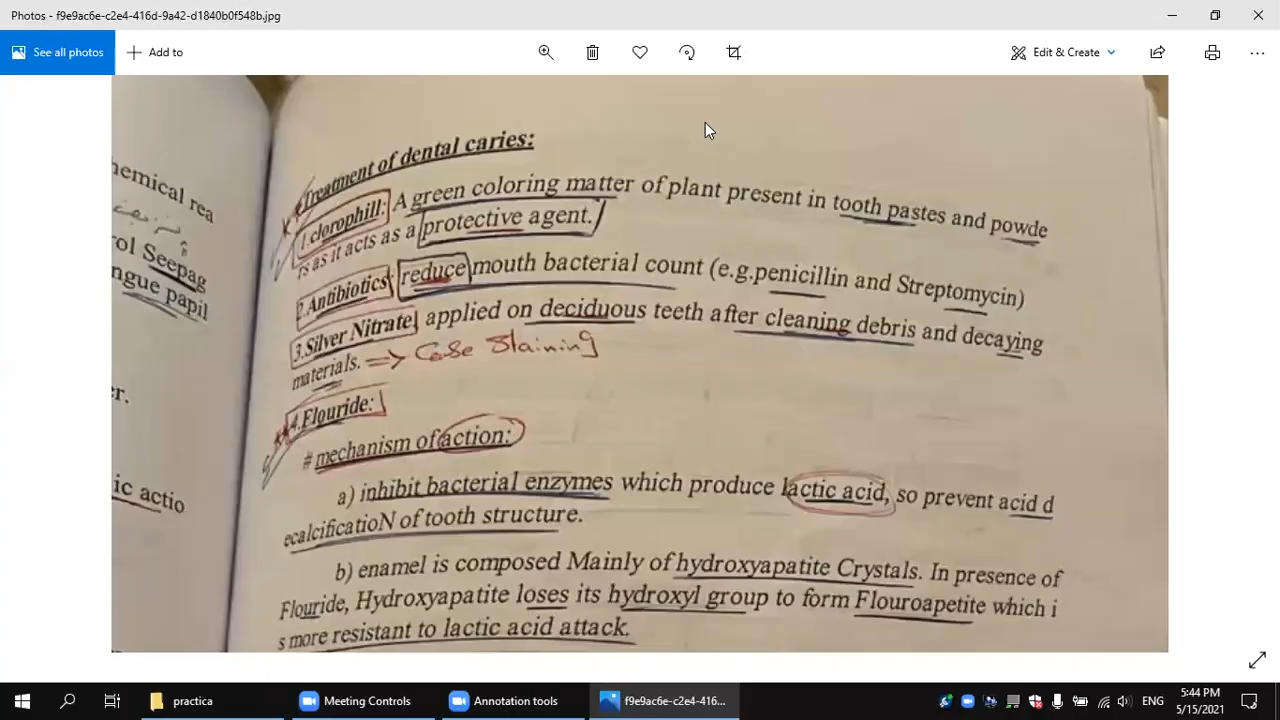 Photos - f9e9ac6e-c2e4-416d-9a42-d1840b0f548b.jpg
See all photos
Add to
Edit & Create
Treatment of dental caries:
1.clorophill: A green coloring matter of plant present in tooth pastes and powde
rs as it acts as a protective agent.
2.Antibiotics: reduce mouth bacterial count (e.g.penicillin and Streptomycin)
3.Silver Nitrate: applied on deciduous teeth after cleaning debris and decaying
materials. => Staining
4.Flouride:
# mechanism of action:
a) inhibit bacterial enzymes which produce lactic acid, so prevent acid d
ecalcificatioN of tooth structure.
b) enamel is composed Mainly of hydroxyapatite Crystals. In presence of
Flouride, Hydroxyapatite loses its hydroxyl group to form Flouroapetite which i
s more resistant to lactic acid attack.
hemical rea
rol Seepag
ngue papil
er.
ic actio
practica
Meeting Controls
Annotation tools
f9e9ac6e-c2e4-416...
ENG
5:44 PM
5/15/2021